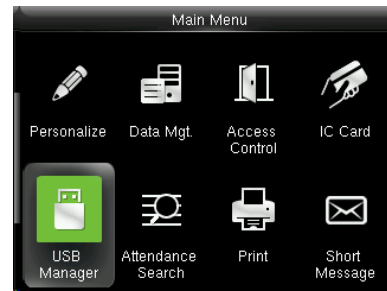 Main Menu
Personalize
Data Mgt.
Access
Control
IC Card
USB
Manager
Attendance
Search
Print
Short
Message